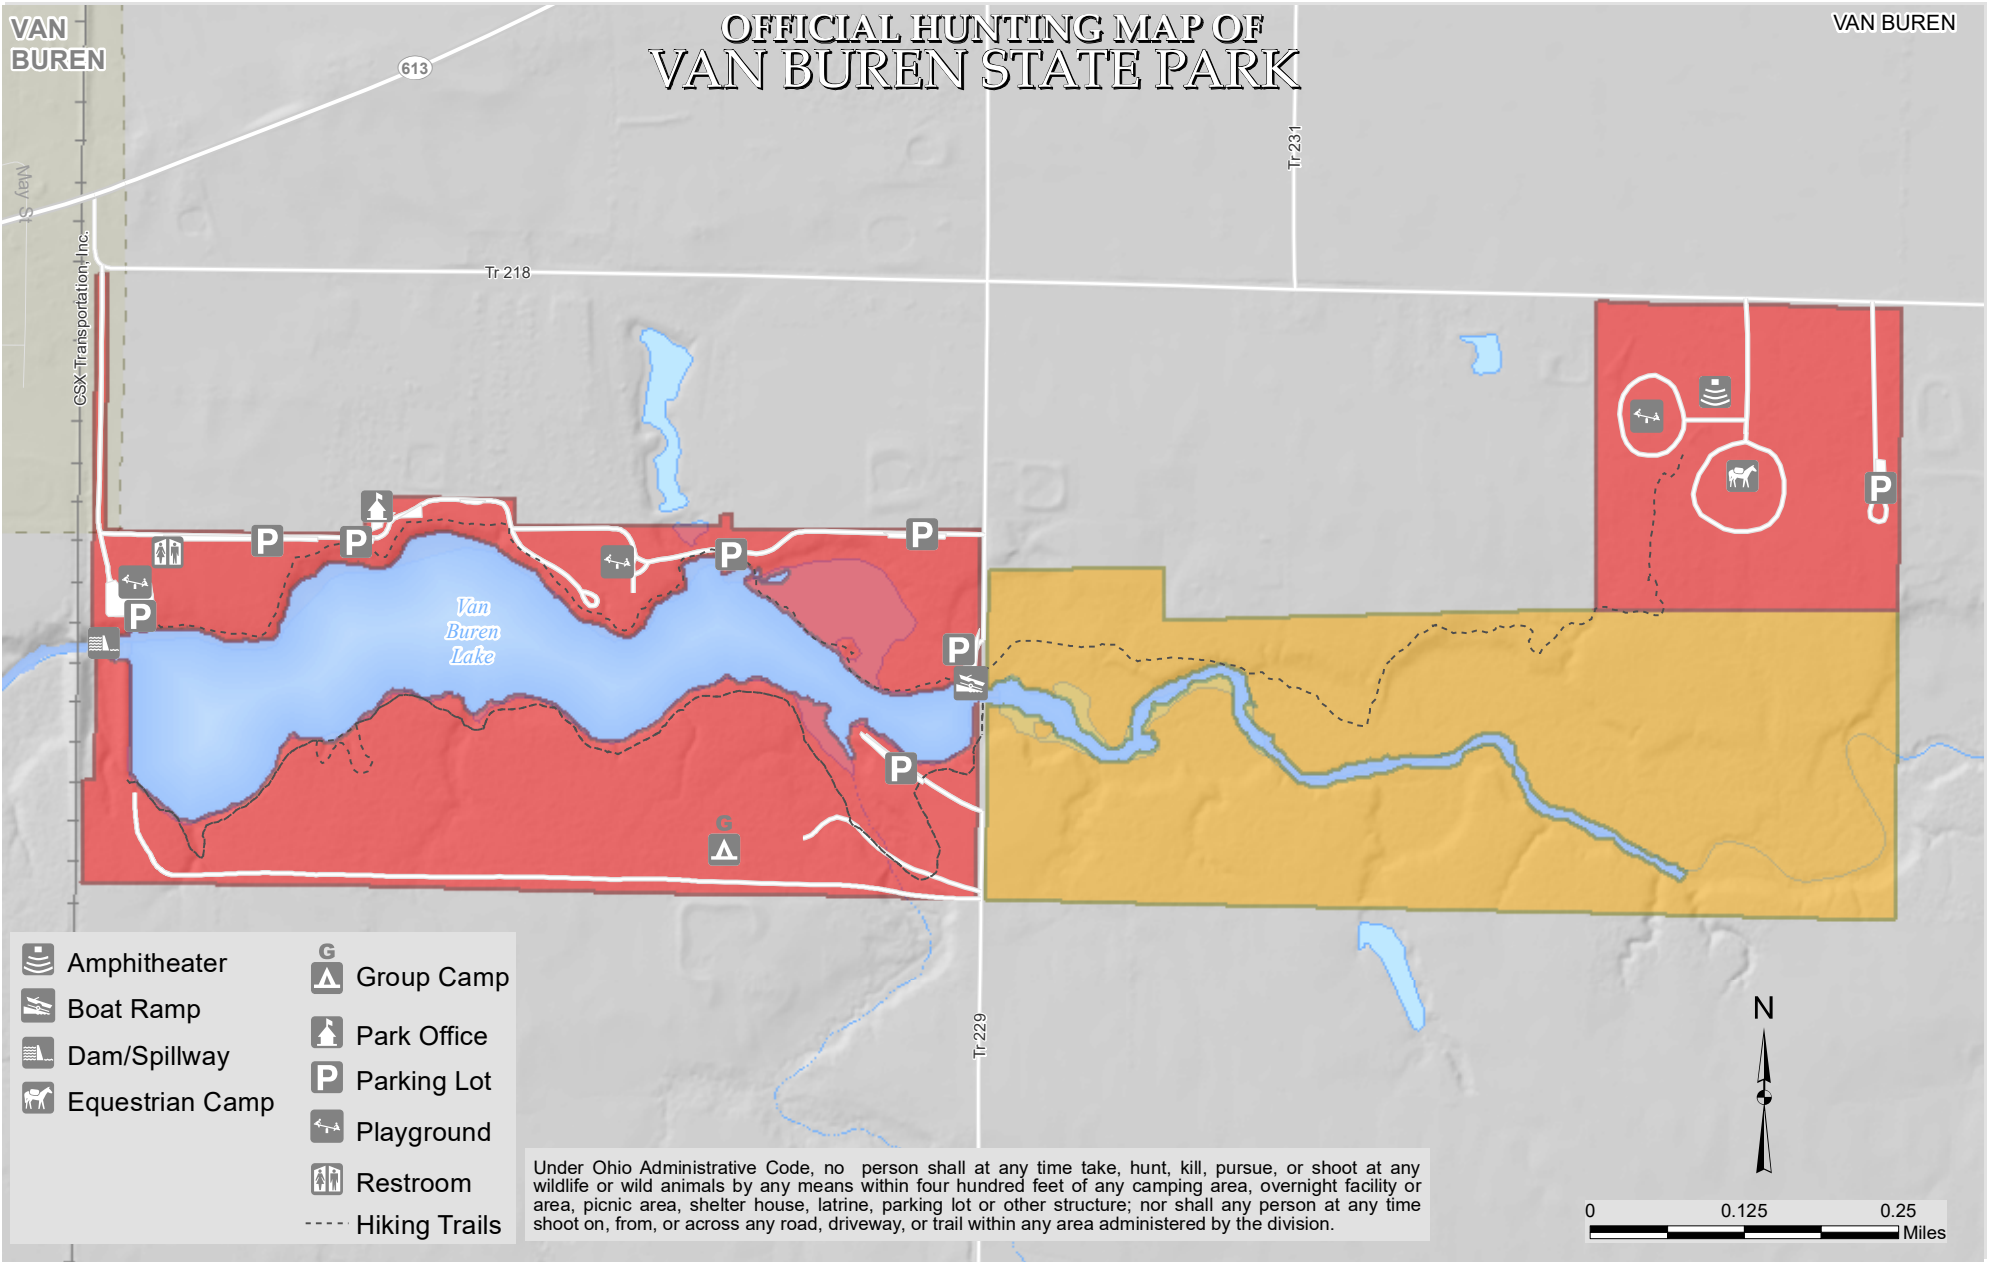 VAN
BUREN
OFFICIAL HUNTING MAP OF
VAN BUREN STATE PARK
VAN BUREN
613
Tr 231
May St
CSX Transportation, Inc.
Tr 218
P
P
P
P
P
Van
Buren
Lake
P
P
P
G
Tr 229
Amphitheater
Boat Ramp
Dam/Spillway
Equestrian Camp
G
Group Camp
Park Office
P
Parking Lot
Playground
Restroom
Hiking Trails
Under Ohio Administrative Code, no person shall at any time take, hunt, kill, pursue, or shoot at any
wildlife or wild animals by any means within four hundred feet of any camping area, overnight facility or
area, picnic area, shelter house, latrine, parking lot or other structure; nor shall any person at any time
shoot on, from, or across any road, driveway, or trail within any area administered by the division.
N
0 0.125 0.25
Miles